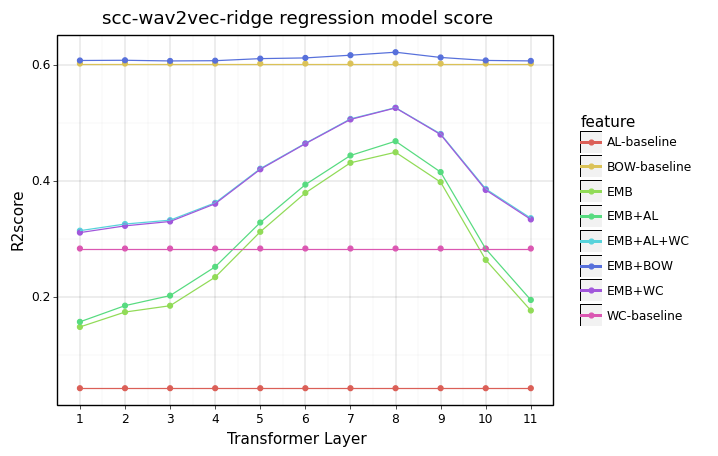 scc-wav2vec-ridge regression model score
R2score
0.6
0.4
0.2
1 2 3 4 5 6 7 8 9 10 11
Transformer Layer
feature
AL-baseline
BOW-baseline
EMB
EMB+AL
EMB+AL+WC
EMB+BOW
EMB+WC
WC-baseline